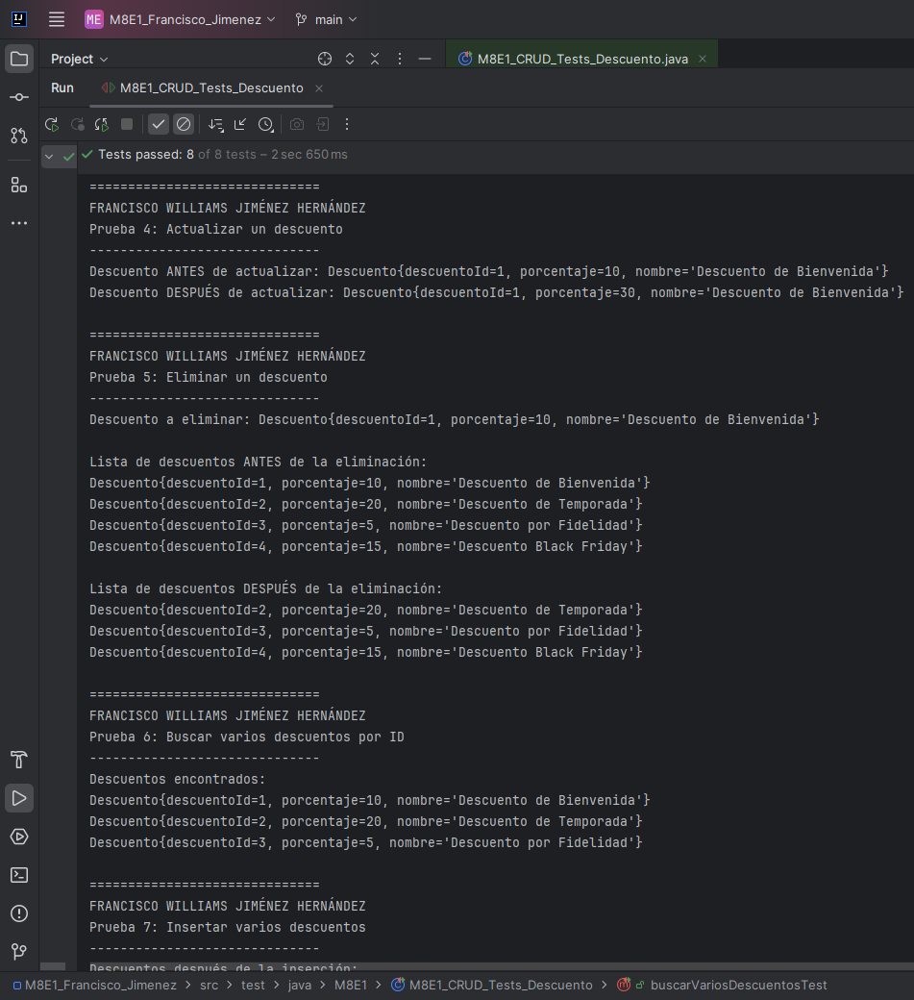 ME M8E1_Francisco_Jimenez main
Project M8E1_CRUD_Tests_Descuento.java
Run M8E1_CRUD_Tests_Descuento
Tests passed: 8 of 8 tests – 2 sec 650 ms
==============================
FRANCISCO WILLIAMS JIMÉNEZ HERNÁNDEZ
Prueba 4: Actualizar un descuento
------------------------------
Descuento ANTES de actualizar: Descuento{descuentoId=1, porcentaje=10, nombre='Descuento de Bienvenida'}
Descuento DESPUÉS de actualizar: Descuento{descuentoId=1, porcentaje=30, nombre='Descuento de Bienvenida'}
==============================
FRANCISCO WILLIAMS JIMÉNEZ HERNÁNDEZ
Prueba 5: Eliminar un descuento
------------------------------
Descuento a eliminar: Descuento{descuentoId=1, porcentaje=10, nombre='Descuento de Bienvenida'}
Lista de descuentos ANTES de la eliminación:
Descuento{descuentoId=1, porcentaje=10, nombre='Descuento de Bienvenida'}
Descuento{descuentoId=2, porcentaje=20, nombre='Descuento de Temporada'}
Descuento{descuentoId=3, porcentaje=5, nombre='Descuento por Fidelidad'}
Descuento{descuentoId=4, porcentaje=15, nombre='Descuento Black Friday'}
Lista de descuentos DESPUÉS de la eliminación:
Descuento{descuentoId=2, porcentaje=20, nombre='Descuento de Temporada'}
Descuento{descuentoId=3, porcentaje=5, nombre='Descuento por Fidelidad'}
Descuento{descuentoId=4, porcentaje=15, nombre='Descuento Black Friday'}
==============================
FRANCISCO WILLIAMS JIMÉNEZ HERNÁNDEZ
Prueba 6: Buscar varios descuentos por ID
------------------------------
Descuentos encontrados:
Descuento{descuentoId=1, porcentaje=10, nombre='Descuento de Bienvenida'}
Descuento{descuentoId=2, porcentaje=20, nombre='Descuento de Temporada'}
Descuento{descuentoId=3, porcentaje=5, nombre='Descuento por Fidelidad'}
==============================
FRANCISCO WILLIAMS JIMÉNEZ HERNÁNDEZ
Prueba 7: Insertar varios descuentos
------------------------------
Descuentos después de la inserción:
M8E1_Francisco_Jimenez > src > test > java > M8E1 > M8E1_CRUD_Tests_Descuento > buscarVariosDescuentosTest